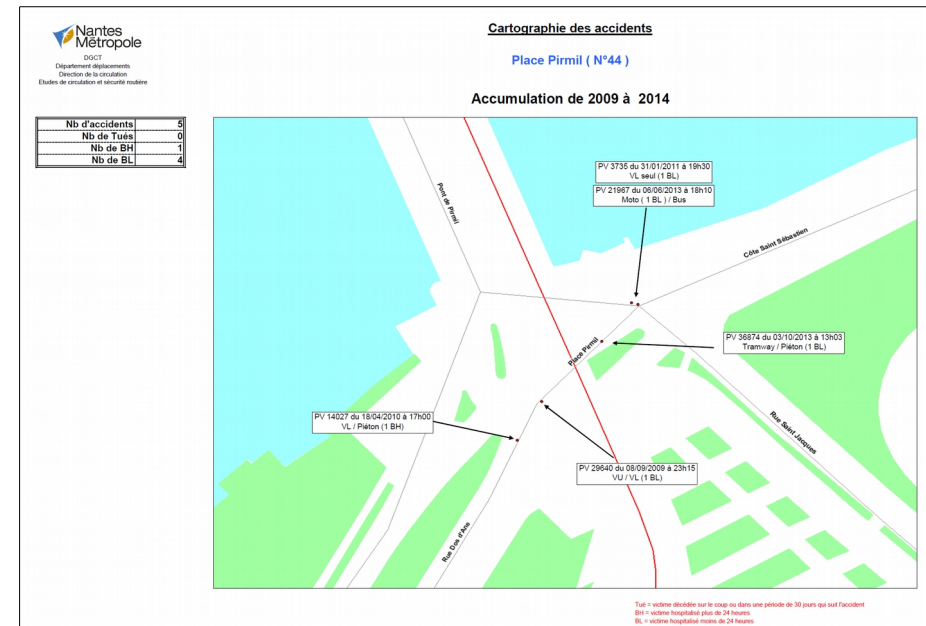 Nantes
Métropole
DGCT
Département déplacements
Direction de la circulation
Etudes de circulation et sécurité routière
Cartographie des accidents
Place Pirmil ( N°44 )
Accumulation de 2009 à 2014
Nb d'accidents 5
Nb de Tués 0
Nb de BH 1
Nb de BL 4
PV 3735 du 31/01/2011 à 19h30
VL seul (1 BL)
PV 21967 du 06/06/2013 à 18h10
Moto ( 1 BL ) / Bus
Pont de Pirmil
Côte Saint Sébastien
PV 36874 du 03/10/2013 à 13h03
Tramway / Piéton (1 BL)
Place Pirmil
PV 14027 du 18/04/2010 à 17h00
VL / Piéton (1 BH)
Rue Saint Jacques
PV 29640 du 08/09/2009 à 23h15
VU / VL (1 BL)
Rue Dos d'Ane
Tué = victime décédée sur le coup ou dans une période de 30 jours qui suit l'accident
BH = victime hospitalisé plus de 24 heures
BL = victime hospitalisé moins de 24 heures